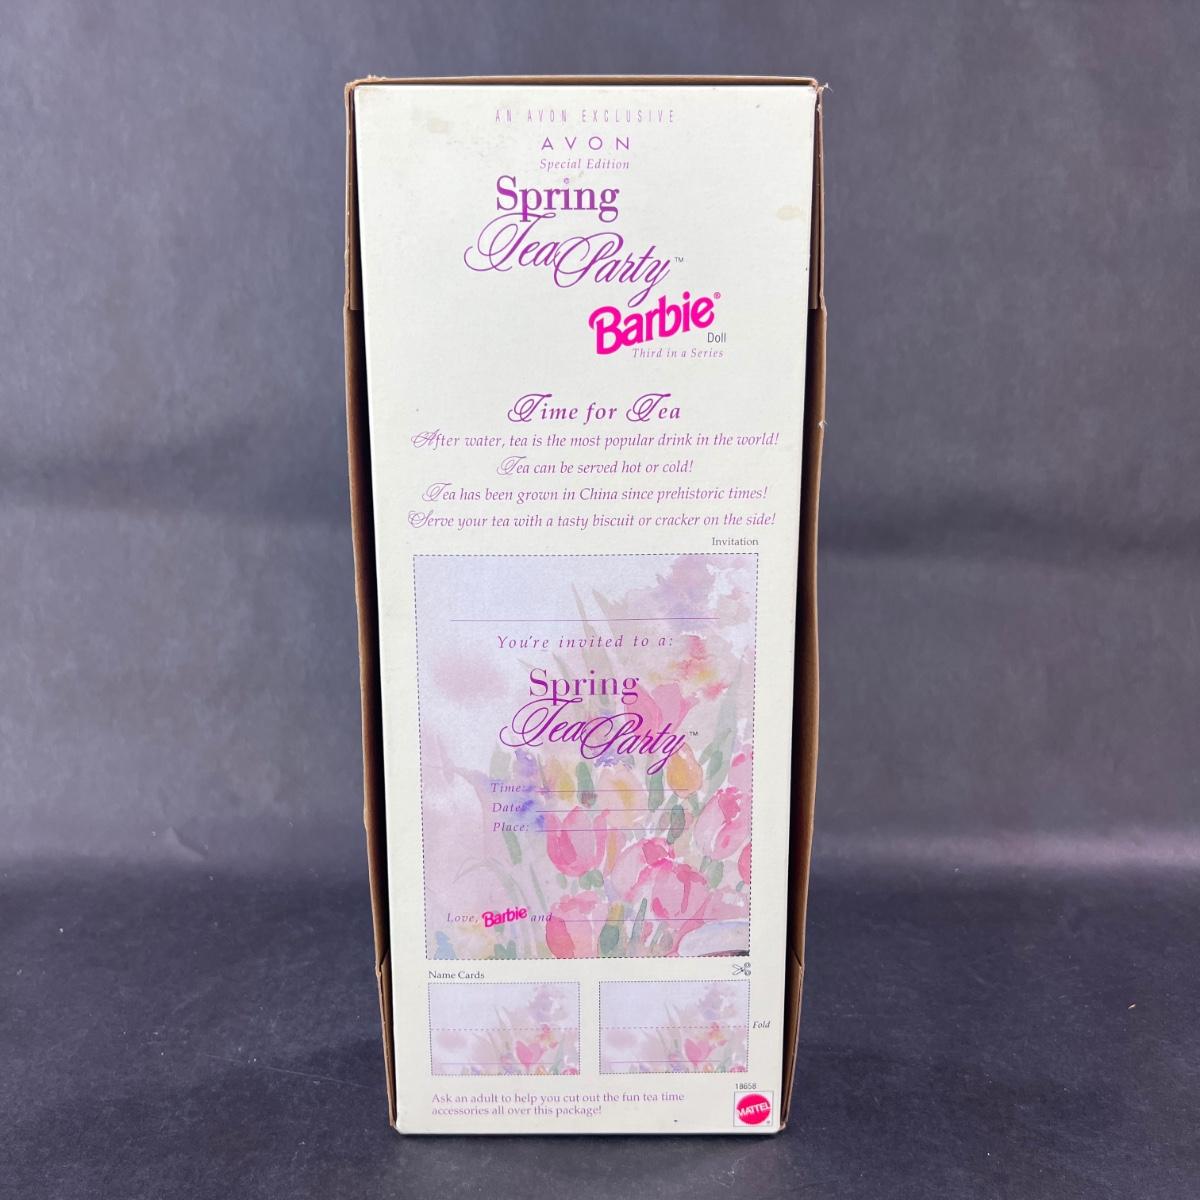 AN AVON EXCLUSIVE
AVON
Special Edition
Spring
Tea Party™
Barbie®
Doll
Third in a Series
Time for Tea
After water, tea is the most popular drink in the world!
Tea can be served hot or cold!
Tea has been grown in China since prehistoric times!
Serve your tea with a tasty biscuit or cracker on the side!
Invitation
You're invited to a:
Spring
Tea Party™
Time:
Date:
Place:
Love, Barbie® and
Name Cards
Fold
Ask an adult to help you cut out the fun tea time
accessories all over this package!
18658
MATTEL®